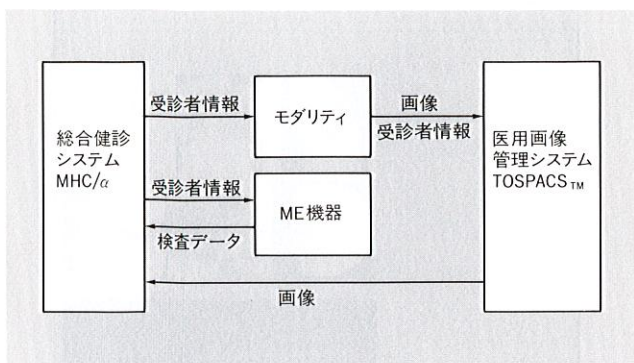 総合健診
システム
MHC/α
受診者情報
モダリティ
画像
受診者情報
医用画像
管理システム
TOSPACS™
受診者情報
ME機器
検査データ
画像